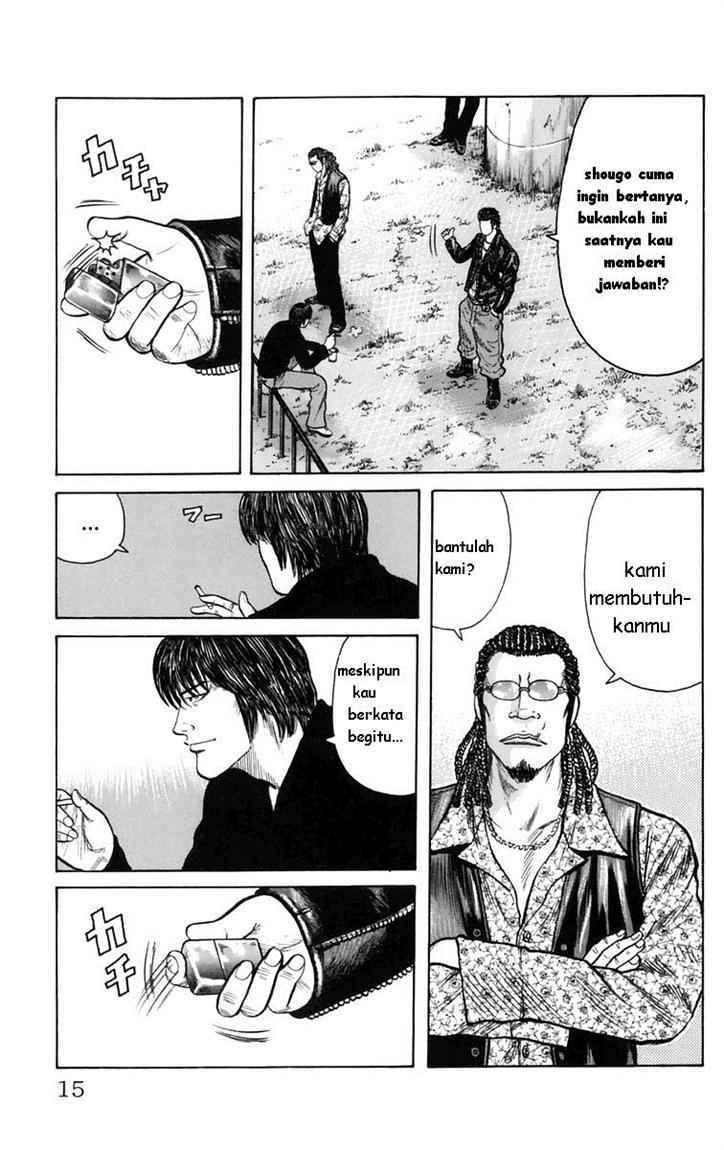 shougo cuma
ingin bertanya,
bukankah ini
saatnya kau
memberi
jawaban!?
カチャ
kami
membutuh-
kanmu
bantulah
kami?
フー
...
meskipun
kau
berkata
begitu...
カチ
15